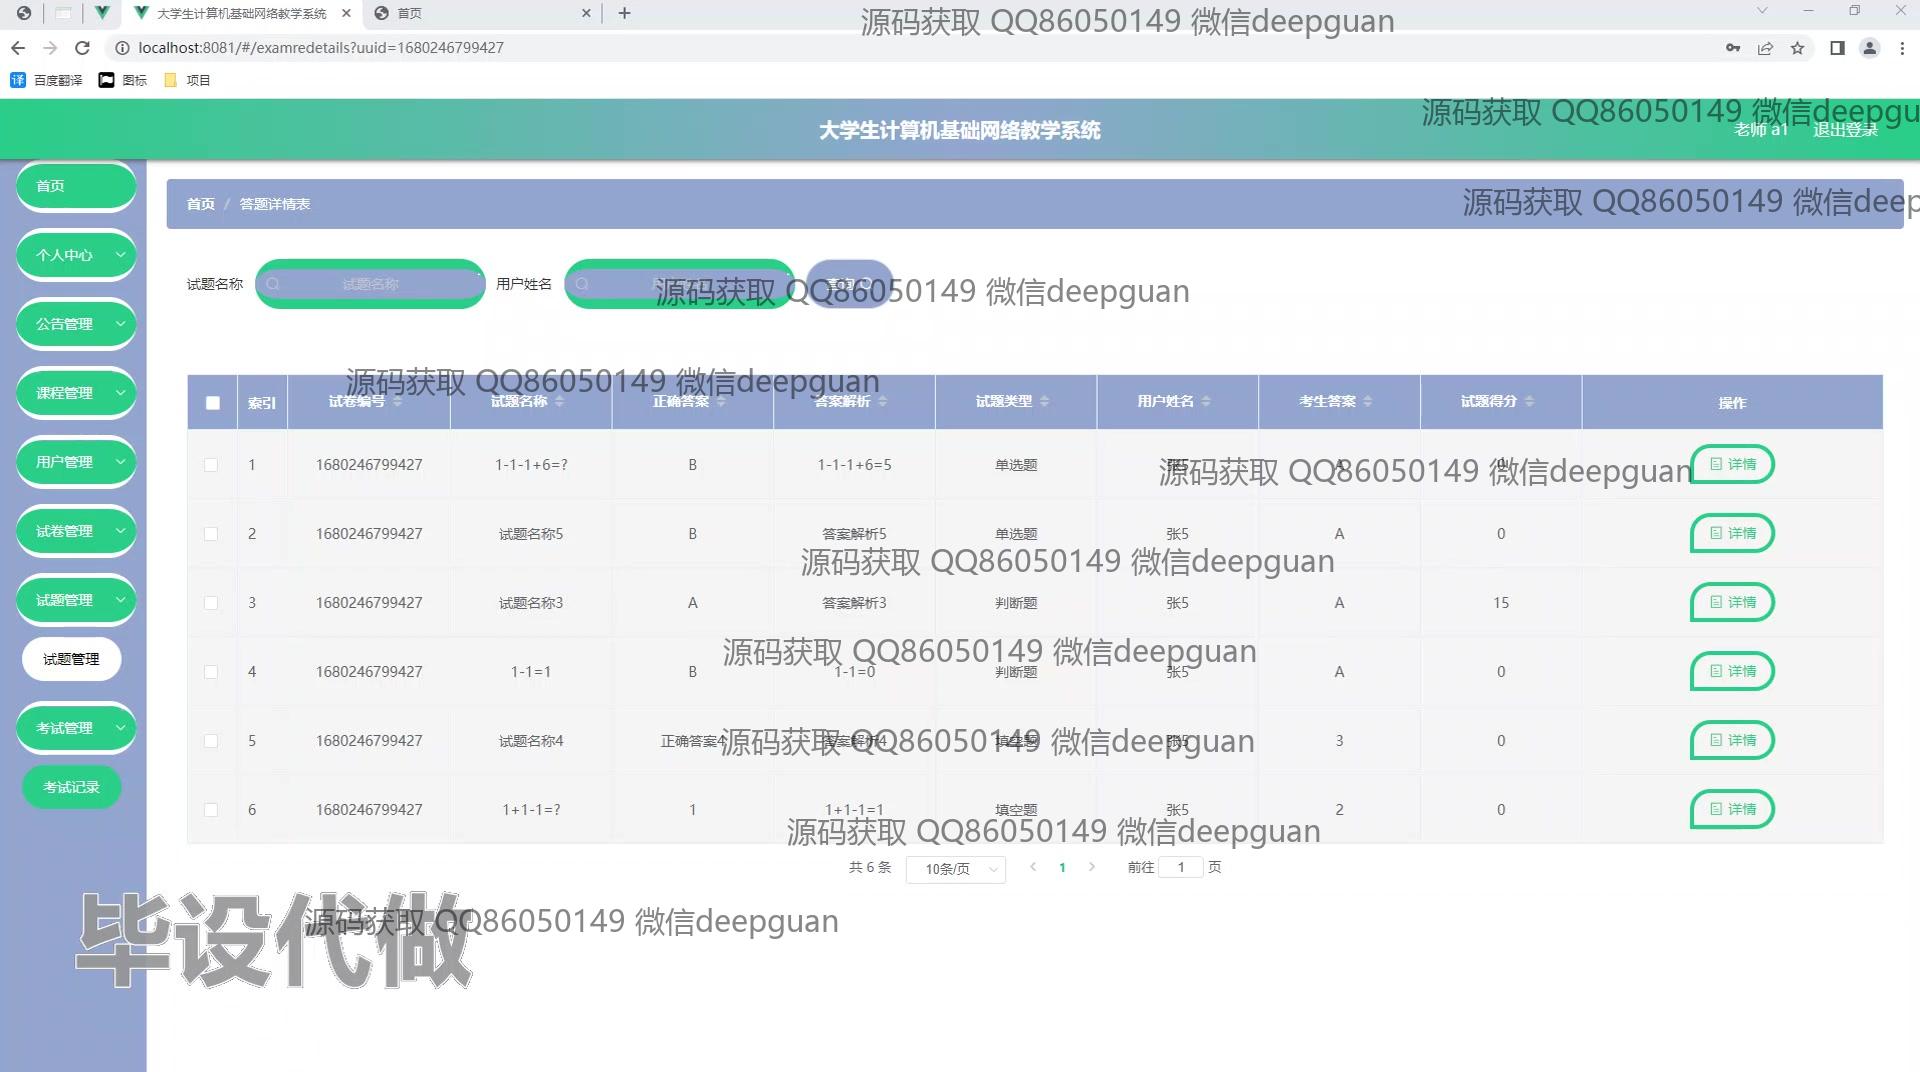 大学生计算机基础网络教学系统
首页
源码获取 QQ86050149 微信deepguan
localhost:8081/#/examredetails?uuid=1680246799427
百度翻译 图标 项目
大学生计算机基础网络教学系统
源码获取 QQ86050149 微信deepgu
老师 a1 退出登录
首页
首页 / 答题详情表
源码获取 QQ86050149 微信deep
个人中心
试题名称 试题名称 用户姓名 查询
源码获取 QQ86050149 微信deepguan
公告管理
源码获取 QQ86050149 微信deepguan
课程管理
索引 试卷编号 试题名称 正确答案 答案解析 试题类型 用户姓名 考生答案 试题得分 操作
用户管理
1 1680246799427 1-1-1+6=? B 1-1-1+6=5 单选题 张5 A 0 详情
源码获取 QQ86050149 微信deepguan
试卷管理
2 1680246799427 试题名称5 B 答案解析5 单选题 张5 A 0 详情
源码获取 QQ86050149 微信deepguan
试题管理
3 1680246799427 试题名称3 A 答案解析3 判断题 张5 A 15 详情
试题管理
源码获取 QQ86050149 微信deepguan
4 1680246799427 1-1=1 B 1-1=0 判断题 张5 A 0 详情
考试管理
5 1680246799427 试题名称4 正确答案4 答案解析4 填空题 张5 3 0 详情
源码获取 QQ86050149 微信deepguan
考试记录
6 1680246799427 1+1-1=? 1 1+1-1=1 填空题 张5 2 0 详情
源码获取 QQ86050149 微信deepguan
共 6 条 10条/页 1 前往 1 页
毕设代做
源码获取 QQ86050149 微信deepguan